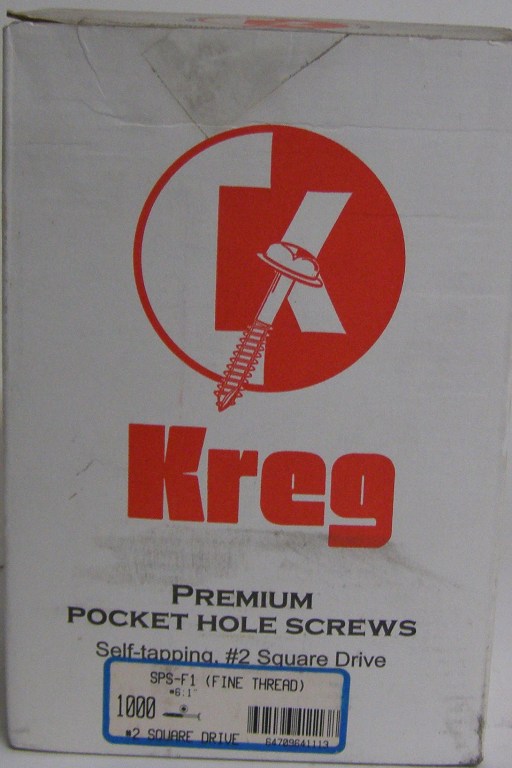 K
Kreg
PREMIUM
POCKET HOLE SCREWS
Self-tapping, #2 Square Drive
SPS-F1 (FINE THREAD)
#6:1"
1000
#2 SQUARE DRIVE
64709641113